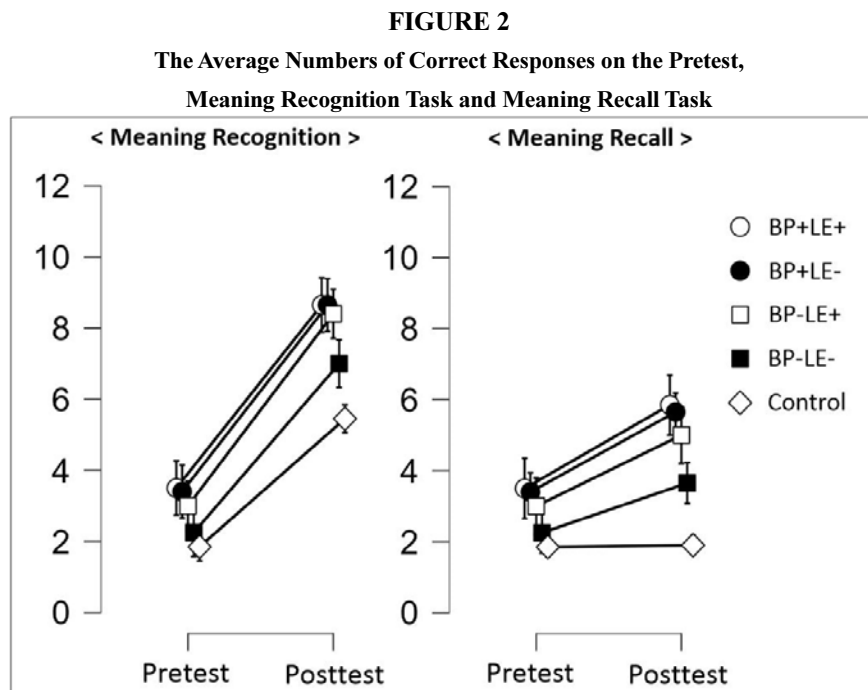 FIGURE 2
The Average Numbers of Correct Responses on the Pretest,
Meaning Recognition Task and Meaning Recall Task
< Meaning Recognition >
< Meaning Recall >
12
10
8
6
4
2
0
Pretest
Posttest
12
10
8
6
4
2
0
Pretest
Posttest
BP+LE+
BP+LE-
BP-LE+
BP-LE-
Control